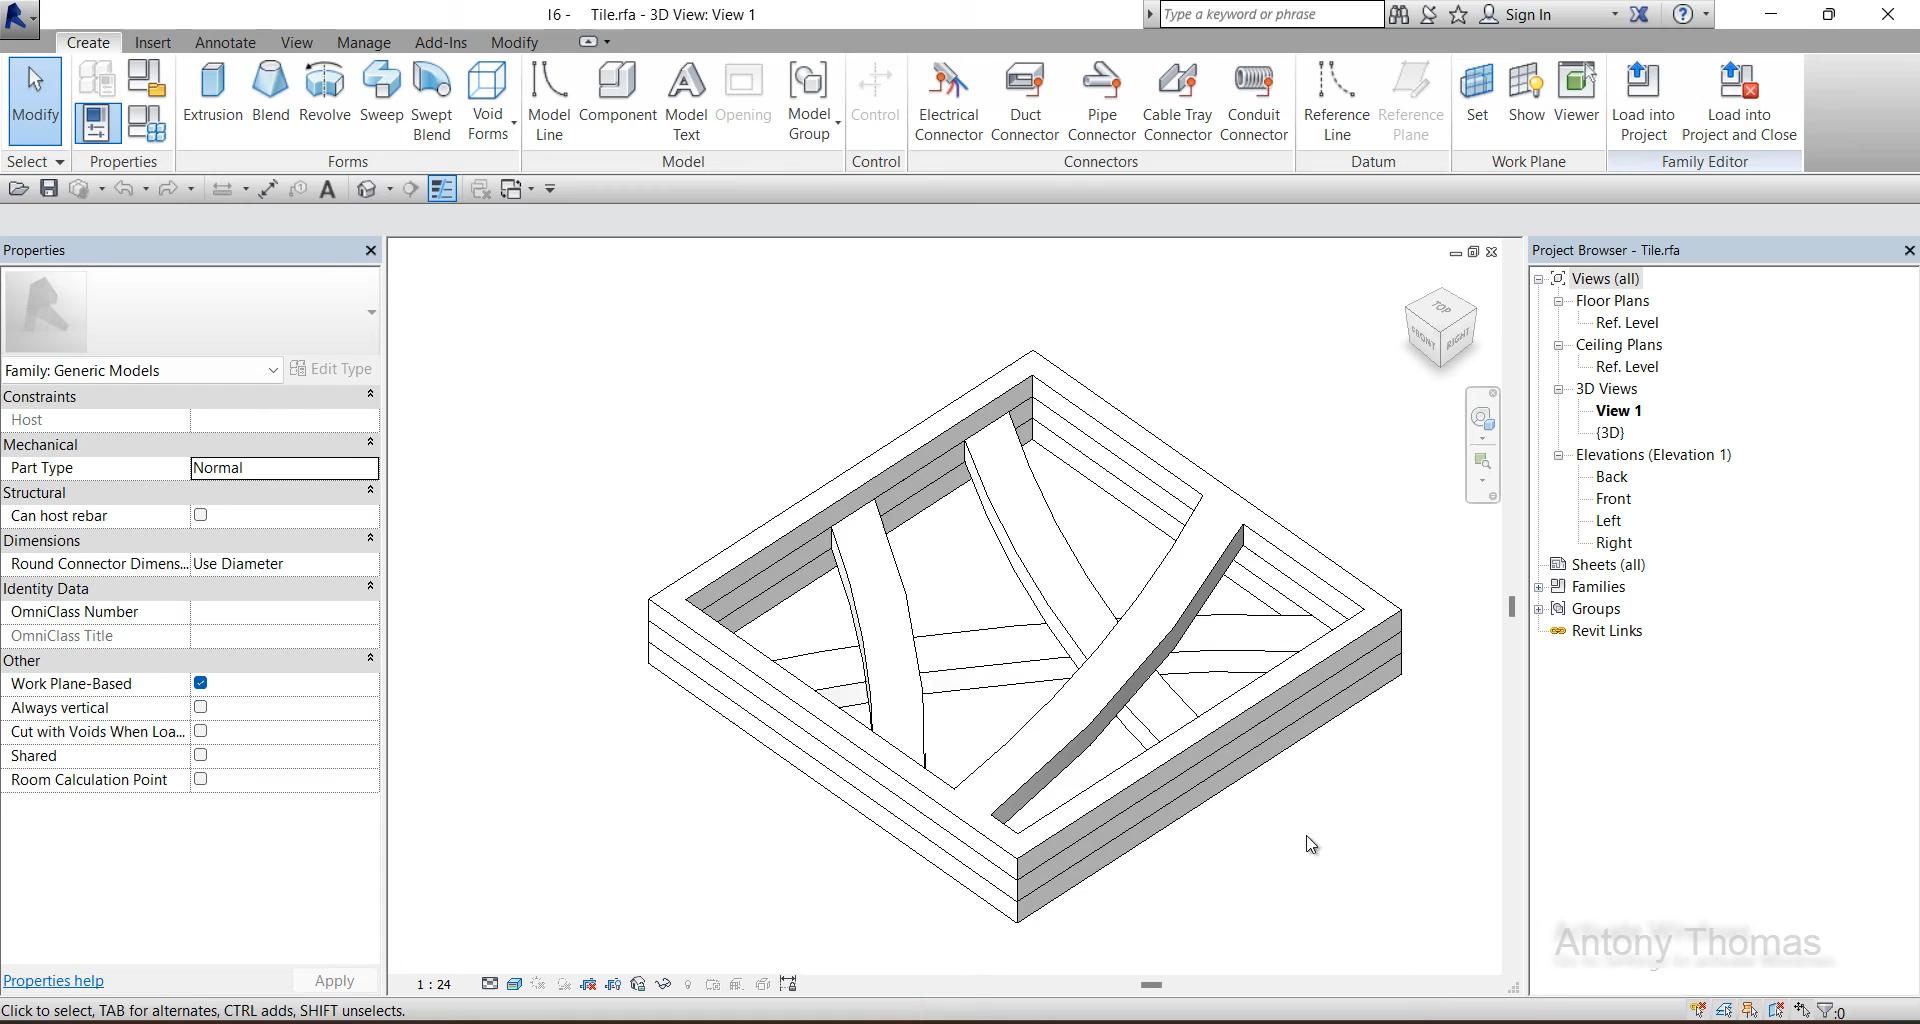 I6 -    Tile.rfa - 3D View: View 1
Type a keyword or phrase
Sign In
Create
Insert
Annotate
View
Manage
Add-Ins
Modify
Modify
Extrusion
Blend
Revolve
Sweep
Swept Blend
Void Forms
Model Line
Component
Model Text
Opening
Model Group
Control
Electrical Connector
Duct Connector
Pipe Connector
Cable Tray Connector
Conduit Connector
Reference Line
Reference Plane
Set
Show
Viewer
Load into Project
Load into Project and Close
Select
Properties
Forms
Model
Control
Connectors
Datum
Work Plane
Family Editor
Properties
Family: Generic Models
Edit Type
Constraints
Host
Mechanical
Part Type
Normal
Structural
Can host rebar
Dimensions
Round Connector Dimens...
Use Diameter
Identity Data
OmniClass Number
OmniClass Title
Other
Work Plane-Based
Always vertical
Cut with Voids When Loa...
Shared
Room Calculation Point
Properties help
Apply
TOP
FRONT
RIGHT
1 : 24
Project Browser - Tile.rfa
Views (all)
Floor Plans
Ref. Level
Ceiling Plans
Ref. Level
3D Views
View 1
{3D}
Elevations (Elevation 1)
Back
Front
Left
Right
Sheets (all)
Families
Groups
Revit Links
Antony Thomas
Click to select, TAB for alternates, CTRL adds, SHIFT unselects.
:0